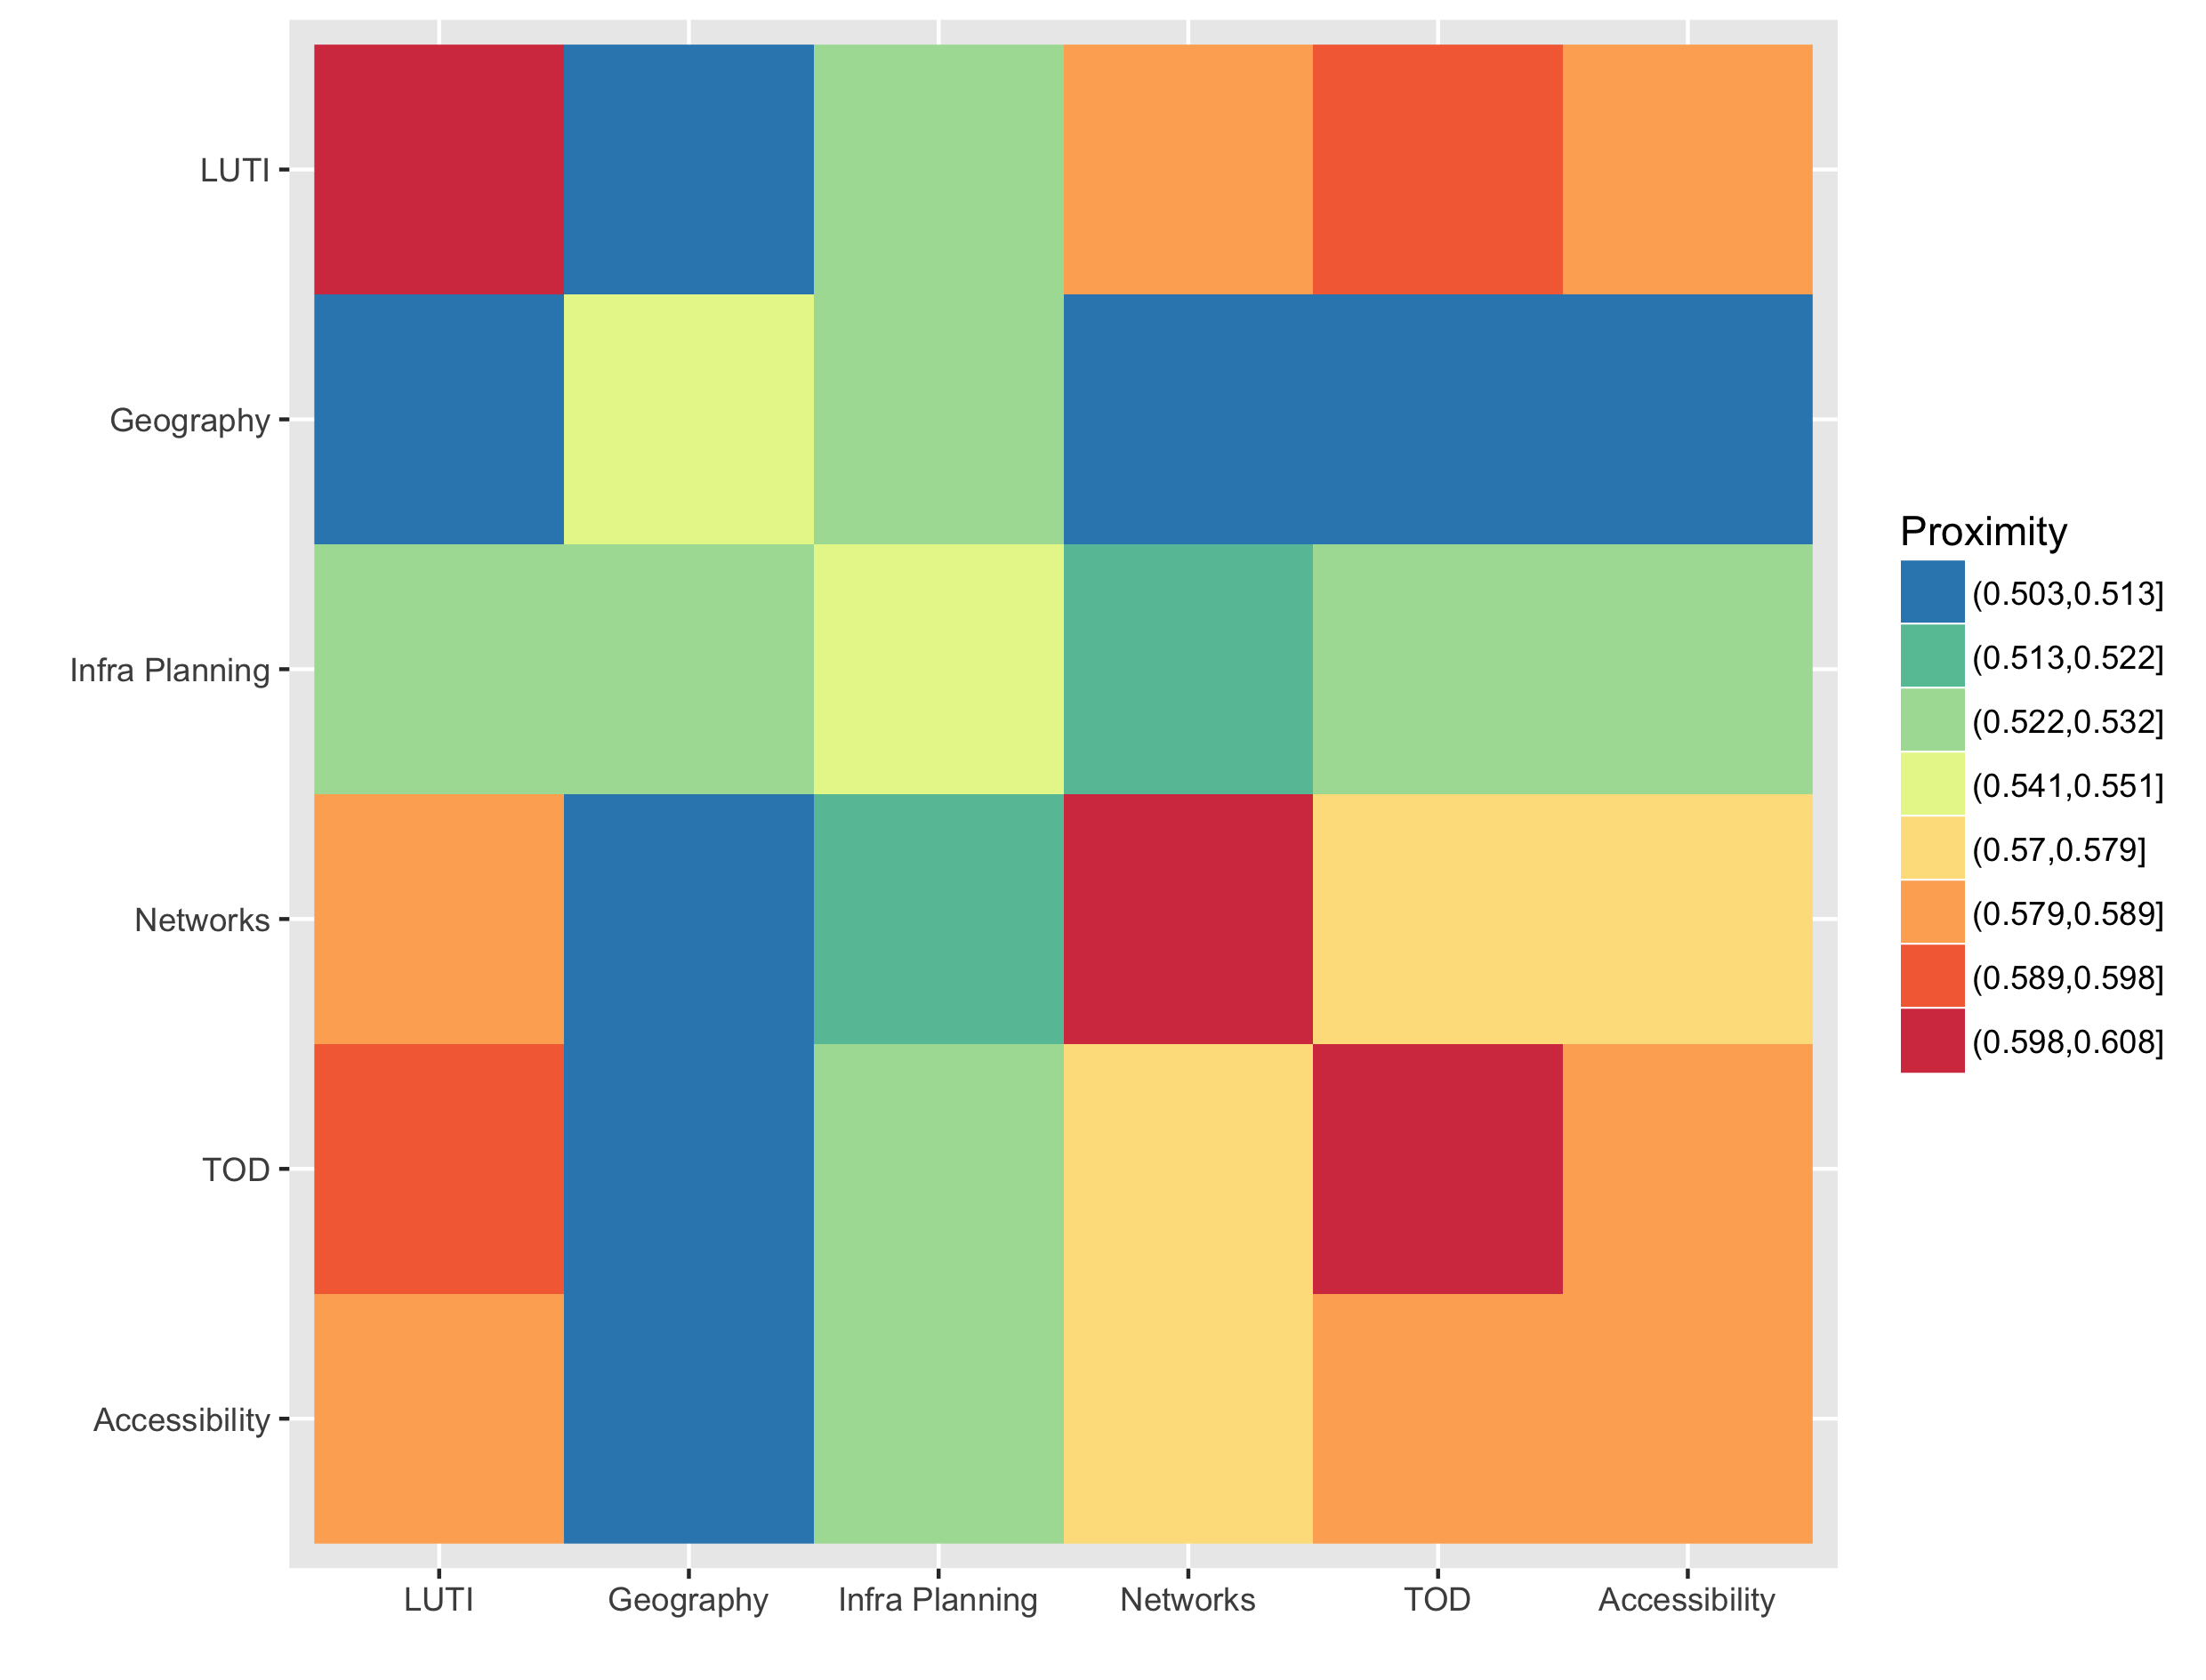 LUTI
Geography
Infra Planning
Networks
TOD
Accessibility
LUTI Geography Infra Planning Networks TOD Accessibility
Proximity
(0.503,0.513]
(0.513,0.522]
(0.522,0.532]
(0.541,0.551]
(0.57,0.579]
(0.579,0.589]
(0.589,0.598]
(0.598,0.608]